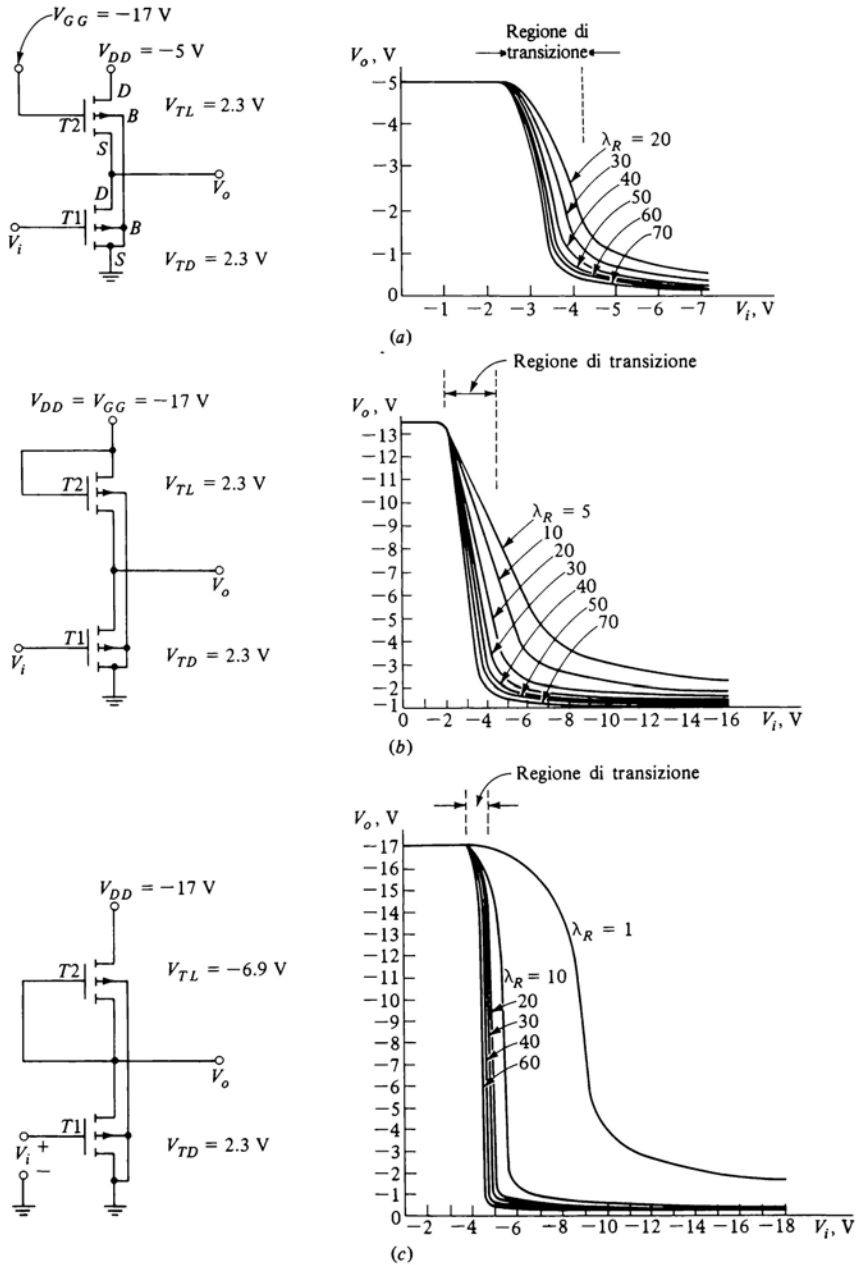 V_GG = −17 V
V_DD = −5 V
D
V_TL = 2.3 V
B
T2
S
D
V_o
T1
B
V_i
S
V_TD = 2.3 V
Regione di
transizione
V_o, V
−5
−4
−3
−2
−1
0
λ_R = 20
30
40
50
60
70
−1 −2 −3 −4 −5 −6 −7 V_i, V
(a)
V_DD = V_GG = −17 V
T2
V_TL = 2.3 V
V_o
T1
V_i
V_TD = 2.3 V
Regione di transizione
V_o, V
−13
−12
−11
−10
−9
−8
−7
−6
−5
−4
−3
−2
−1
λ_R = 5
10
20
30
40
50
70
0 −2 −4 −6 −8 −10 −12 −14 −16 V_i, V
(b)
V_DD = −17 V
T2
V_TL = −6.9 V
V_o
T1
V_i
+
−
V_TD = 2.3 V
Regione di transizione
V_o, V
−17
−16
−15
−14
−13
−12
−11
−10
−9
−8
−7
−6
−5
−4
−3
−2
−1
0
λ_R = 1
λ_R = 10
20
30
40
60
−2 −4 −6 −8 −10 −12 −14 −16 −18 V_i, V
(c)